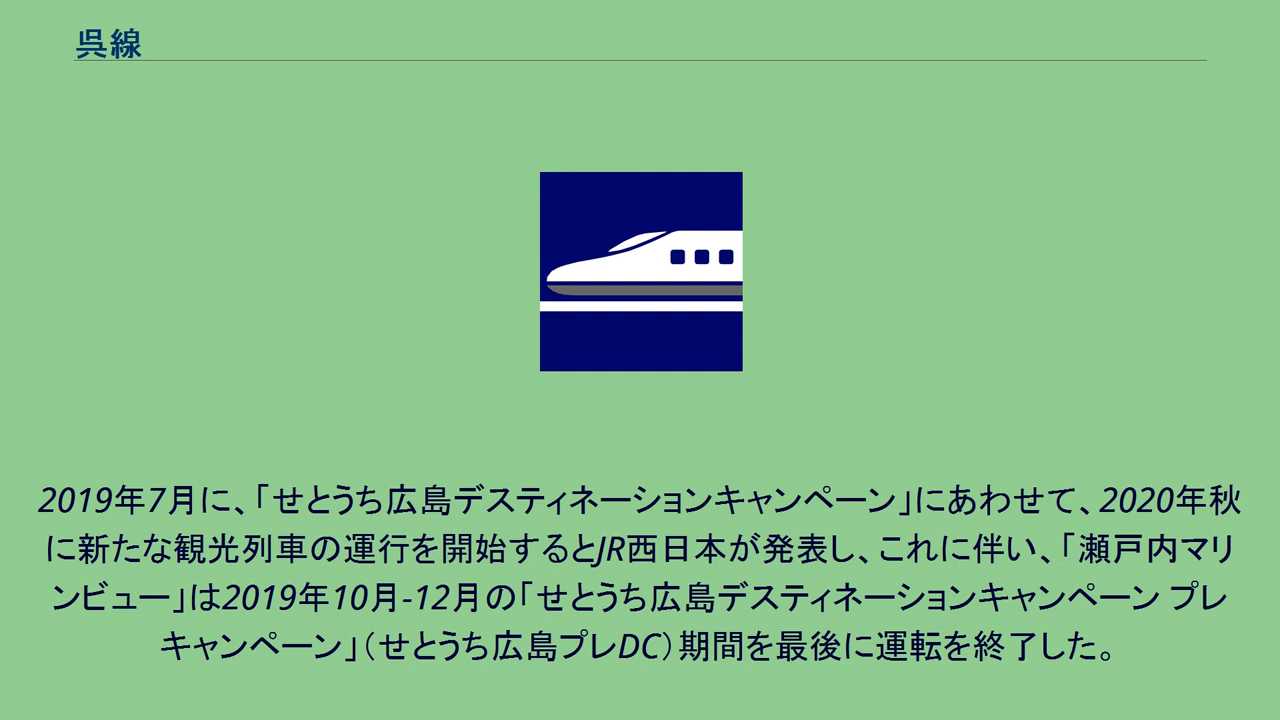 呉線
2019年7月に、「せとうち広島デスティネーションキャンペーン」にあわせて、2020年秋
に新たな観光列車の運行を開始するとJR西日本が発表し、これに伴い、「瀬戸内マリ
ンビュー」は2019年10月-12月の「せとうち広島デスティネーションキャンペーン プレ
キャンペーン」（せとうち広島プレDC）期間を最後に運転を終了した。